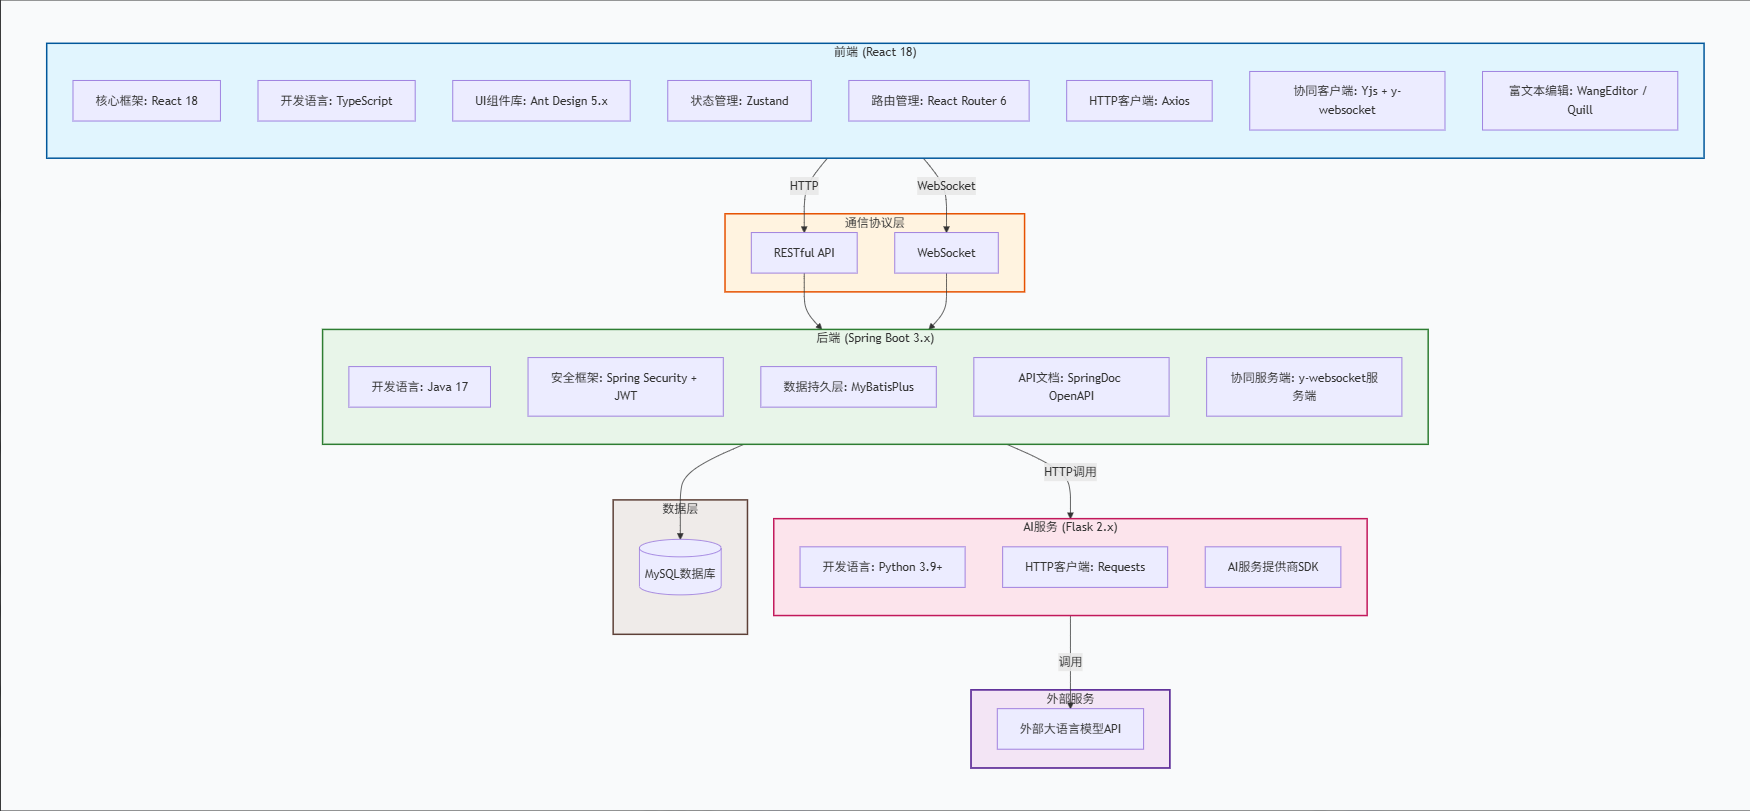 前端 (React 18)
核心框架: React 18
开发语言: TypeScript
UI组件库: Ant Design 5.x
状态管理: Zustand
路由管理: React Router 6
HTTP客户端: Axios
协同客户端: Yjs + y-
websocket
富文本编辑: WangEditor /
Quill
HTTP
WebSocket
通信协议层
RESTful API
WebSocket
后端 (Spring Boot 3.x)
开发语言: Java 17
安全框架: Spring Security +
JWT
数据持久层: MyBatisPlus
API文档: SpringDoc
OpenAPI
协同服务端: y-websocket服
务端
HTTP调用
数据层
MySQL数据库
AI服务 (Flask 2.x)
开发语言: Python 3.9+
HTTP客户端: Requests
AI服务提供商SDK
调用
外部服务
外部大语言模型API